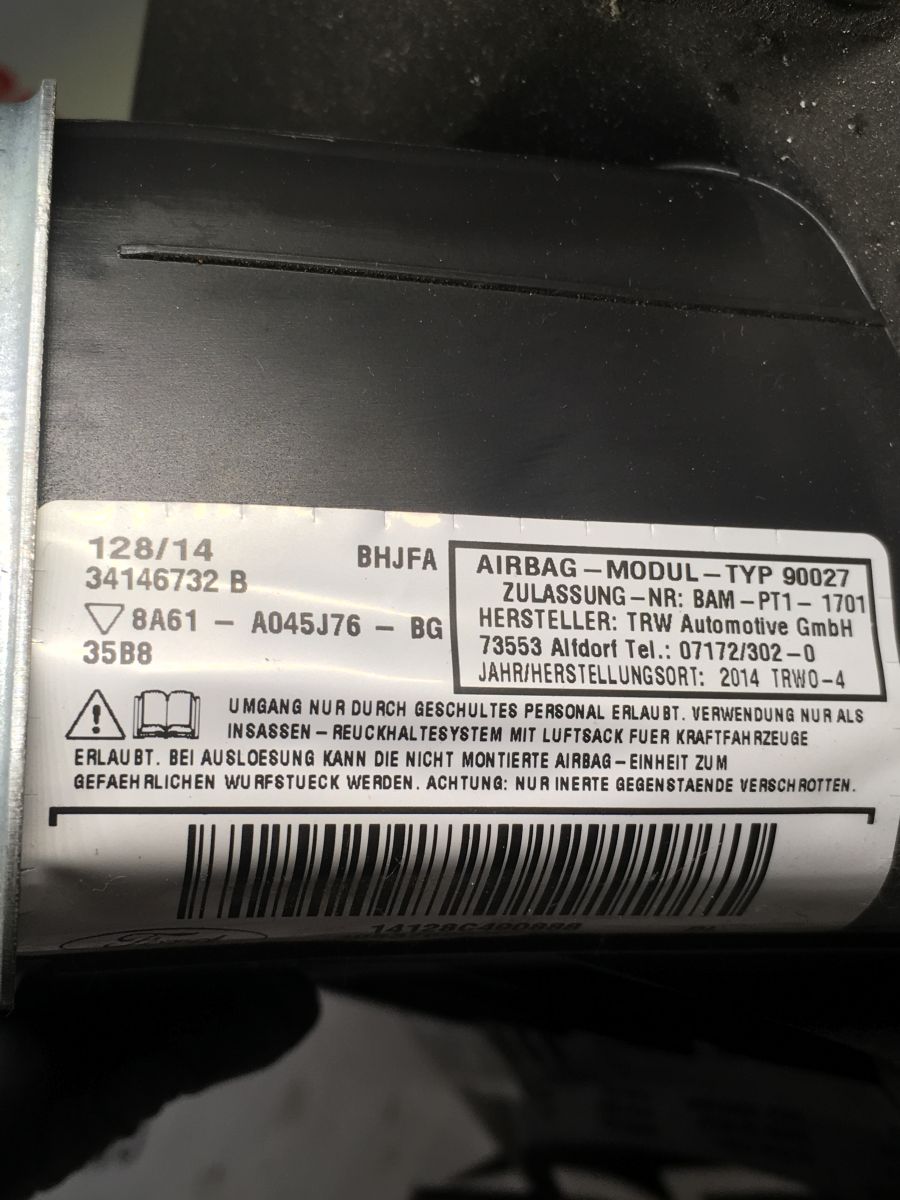 128/14
BHJFA
34146732 B
8A61 – A045J76 – BG
35B8
AIRBAG – MODUL – TYP 90027
ZULASSUNG – NR: BAM – PT1 – 1701
HERSTELLER: TRW Automotive GmbH
73553 Alfdorf Tel.: 07172/302 – 0
JAHR/HERSTELLUNGSORT: 2014 TRWO – 4
UMGANG NUR DURCH GESCHULTES PERSONAL ERLAUBT. VERWENDUNG NUR ALS
INSASSEN – REUCKHALTESYSTEM MIT LUFTSACK FUER KRAFTFAHRZEUGE
ERLAUBT. BEI AUSLOESUNG KANN DIE NICHT MONTIERTE AIRBAG – EINHEIT ZUM
GEFAEHRLICHEN WURFSTUECK WERDEN. ACHTUNG: NUR INERTE GEGENSTAENDE VERSCHROTTEN.
Ford